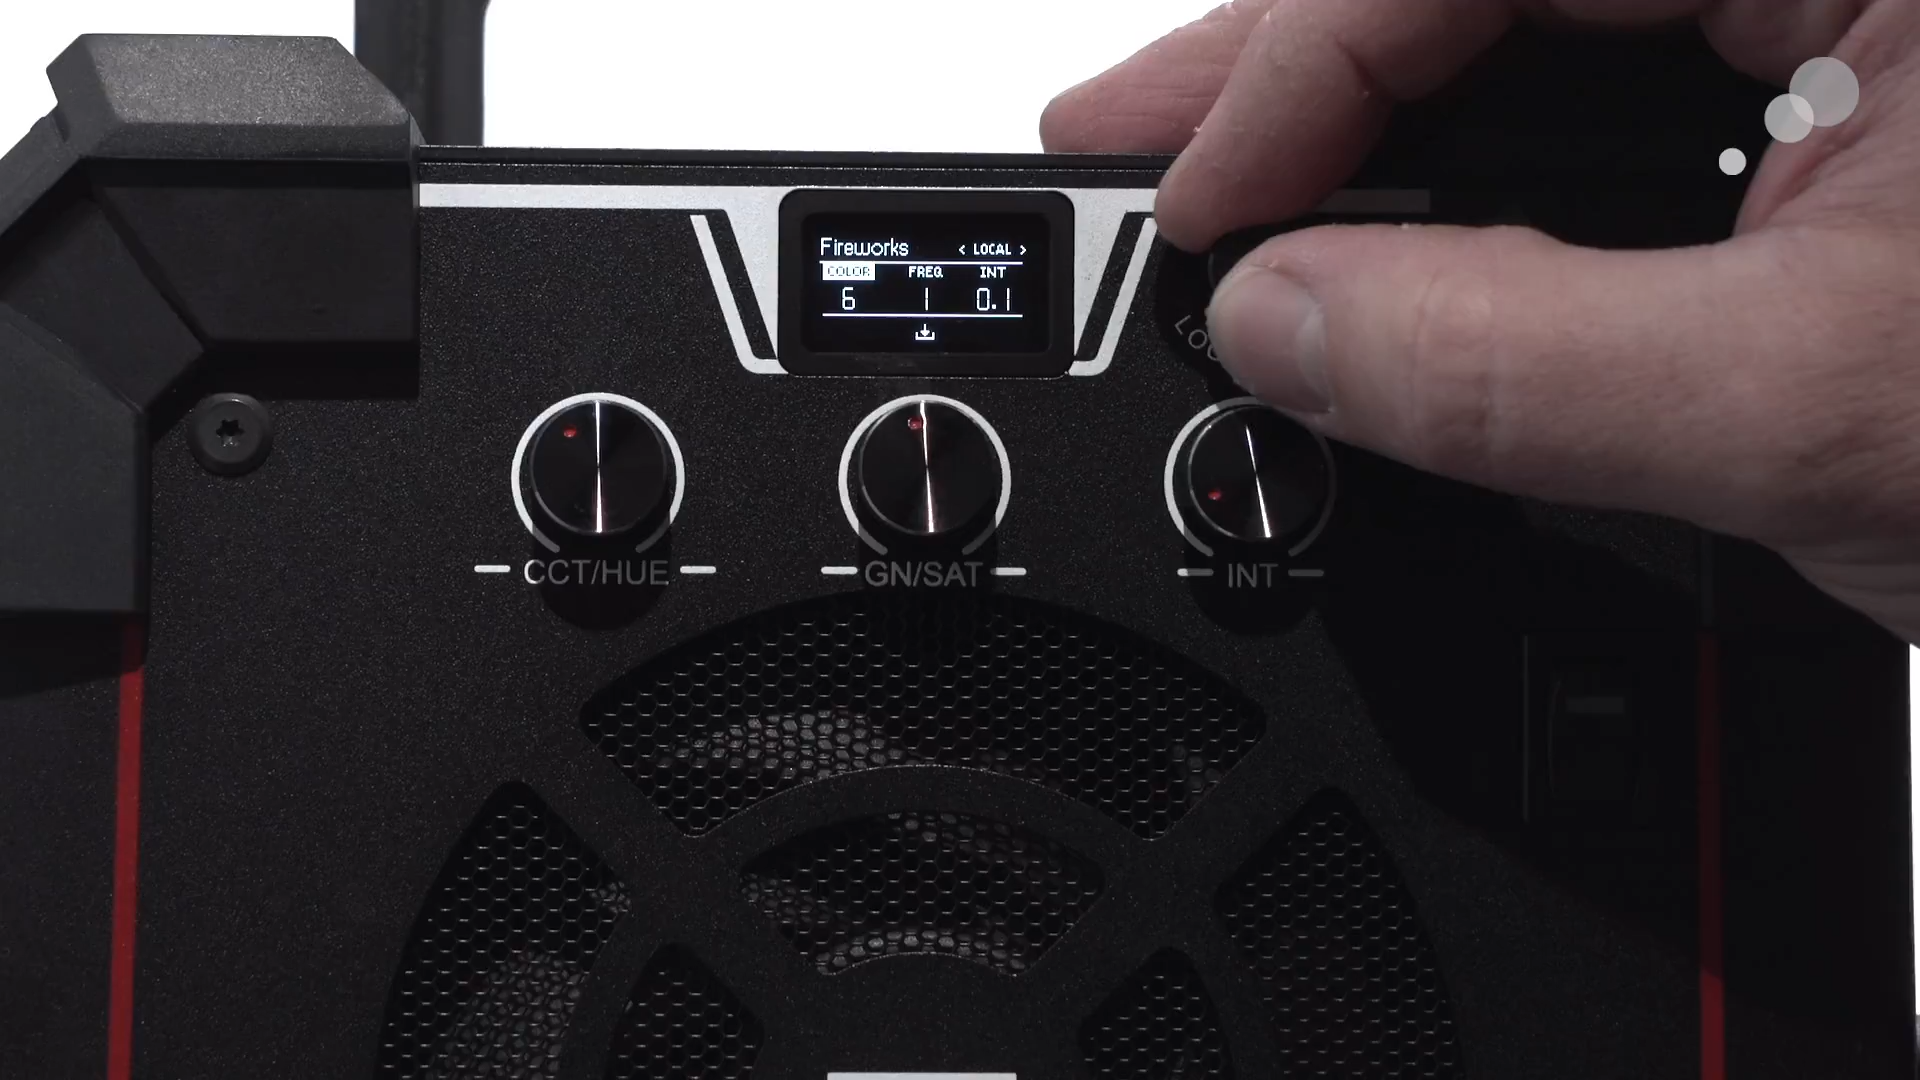 Fireworks < LOCAL >
COLOR FREQ. INT
6 1 0.1
CCT/HUE GN/SAT INT